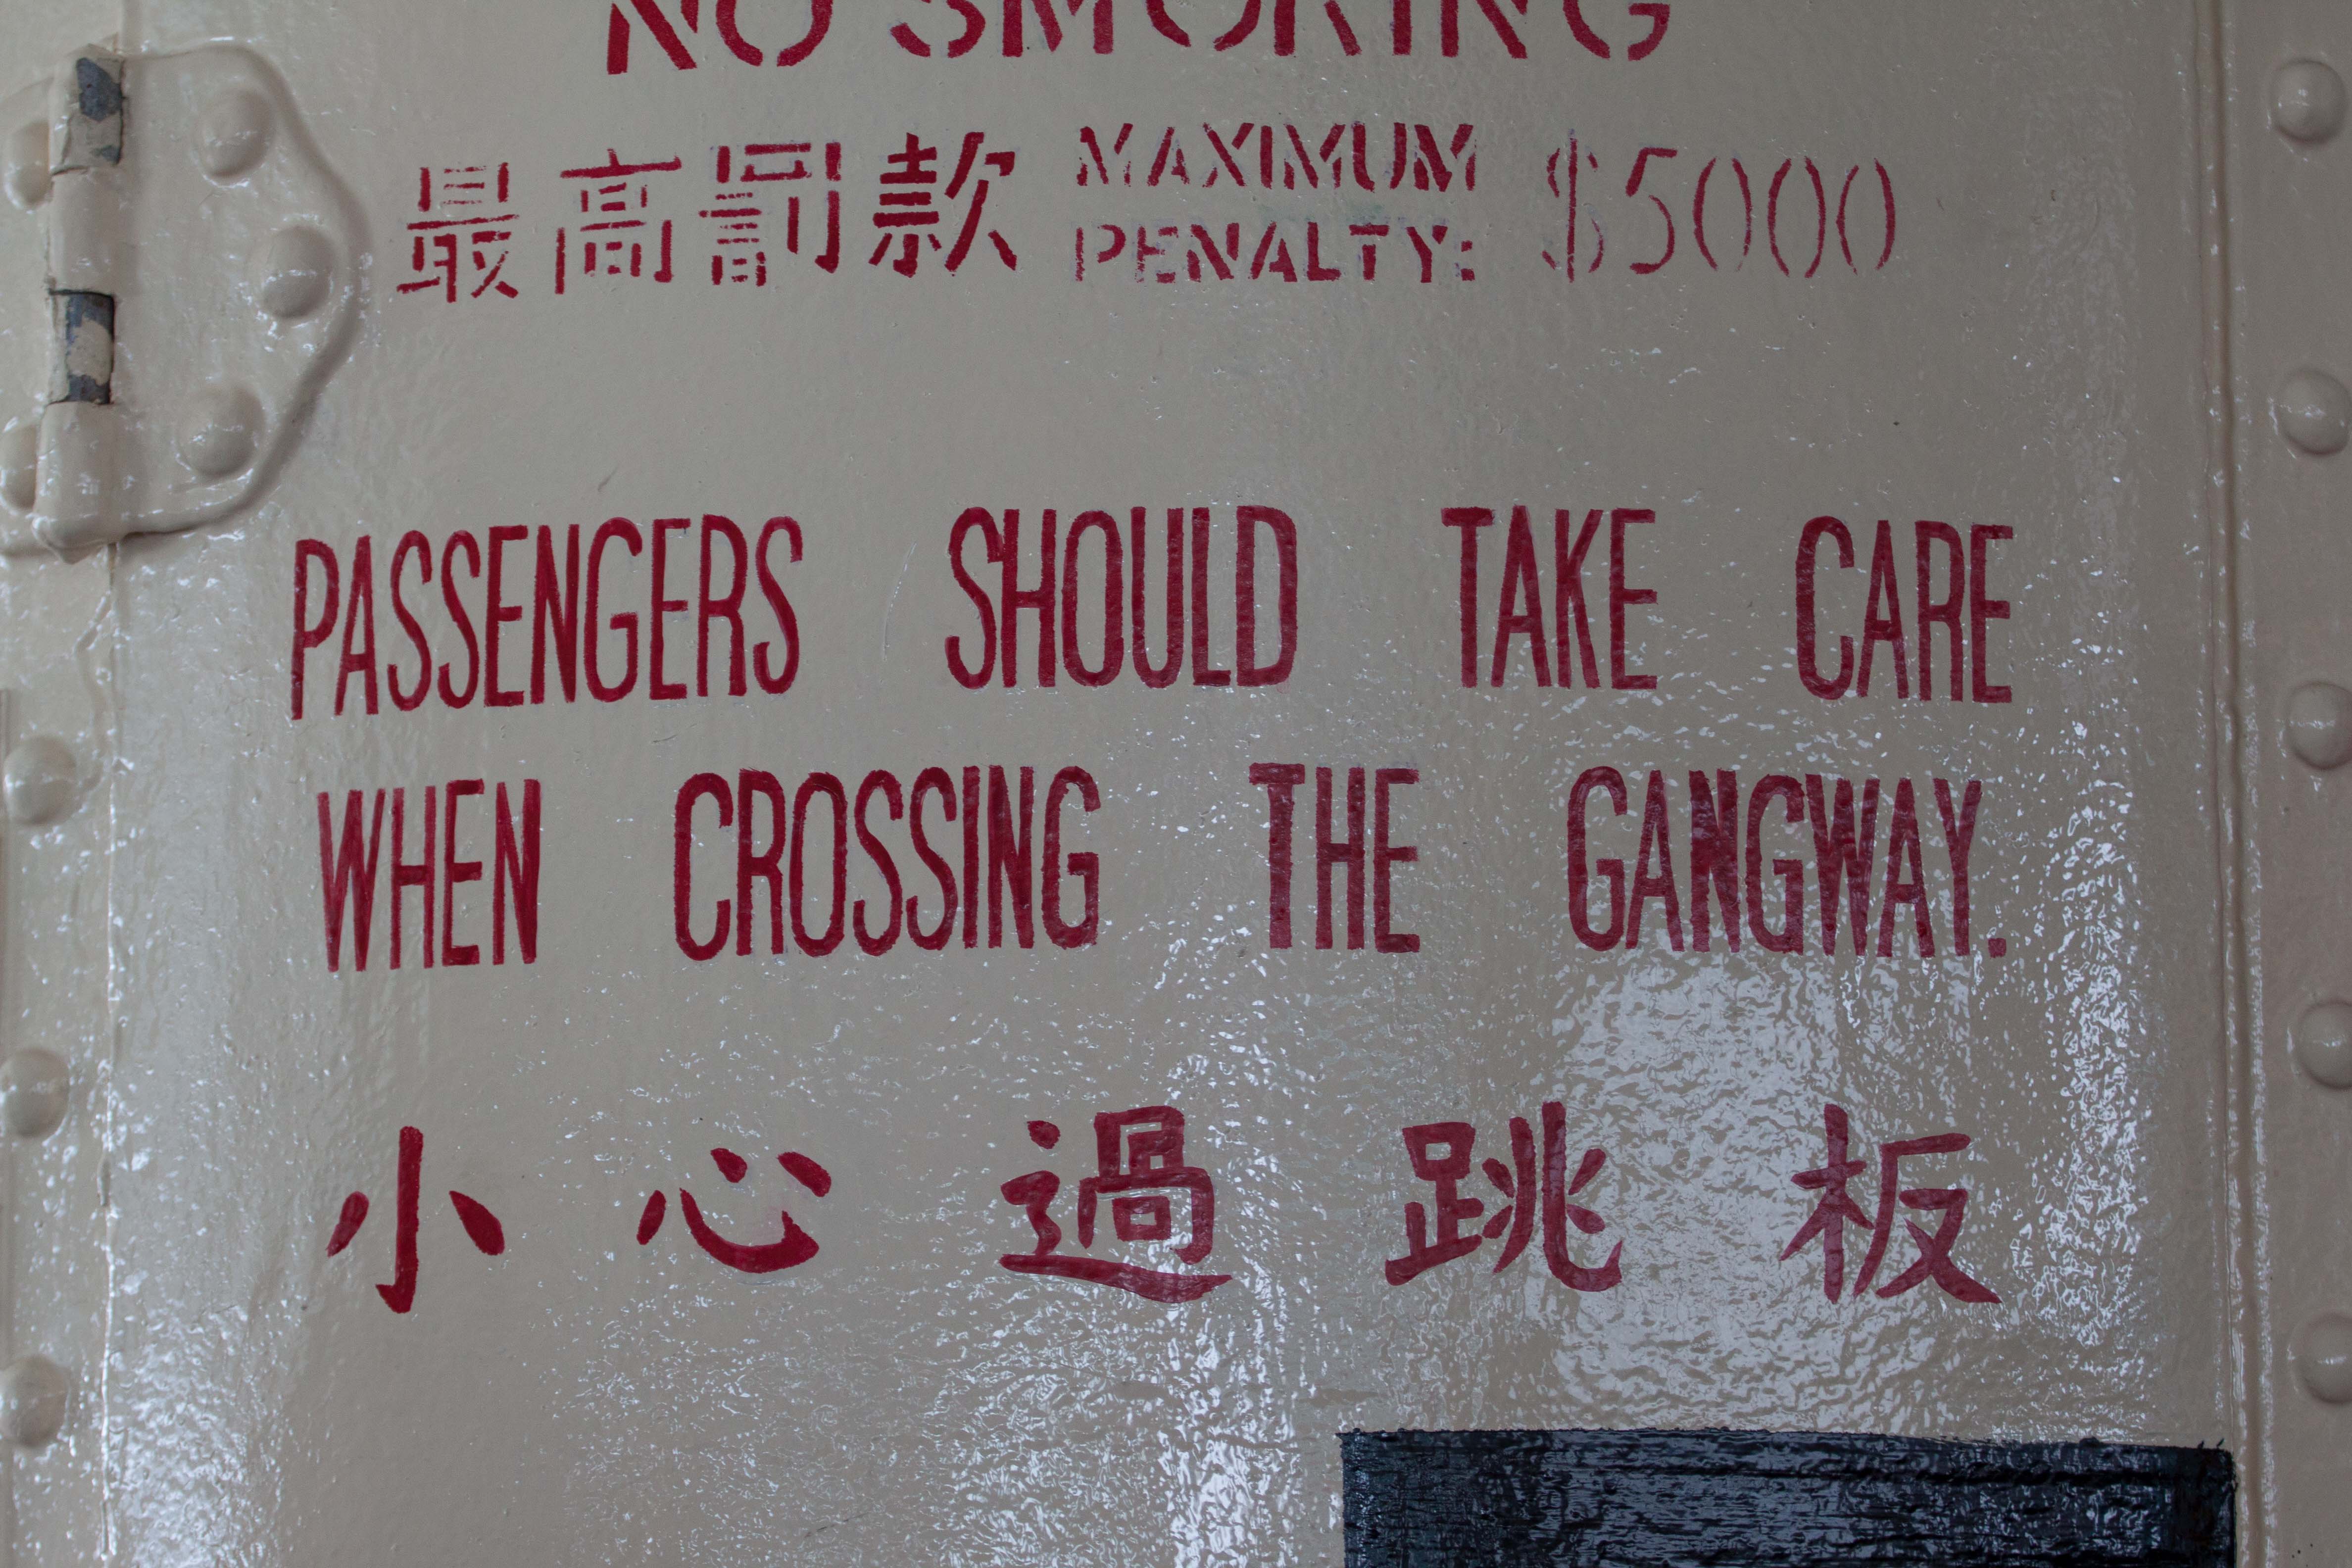 NO SMOKING
最高罰款 MAXIMUM PENALTY: $5000
PASSENGERS SHOULD TAKE CARE
WHEN CROSSING THE GANGWAY.
小心過跳板